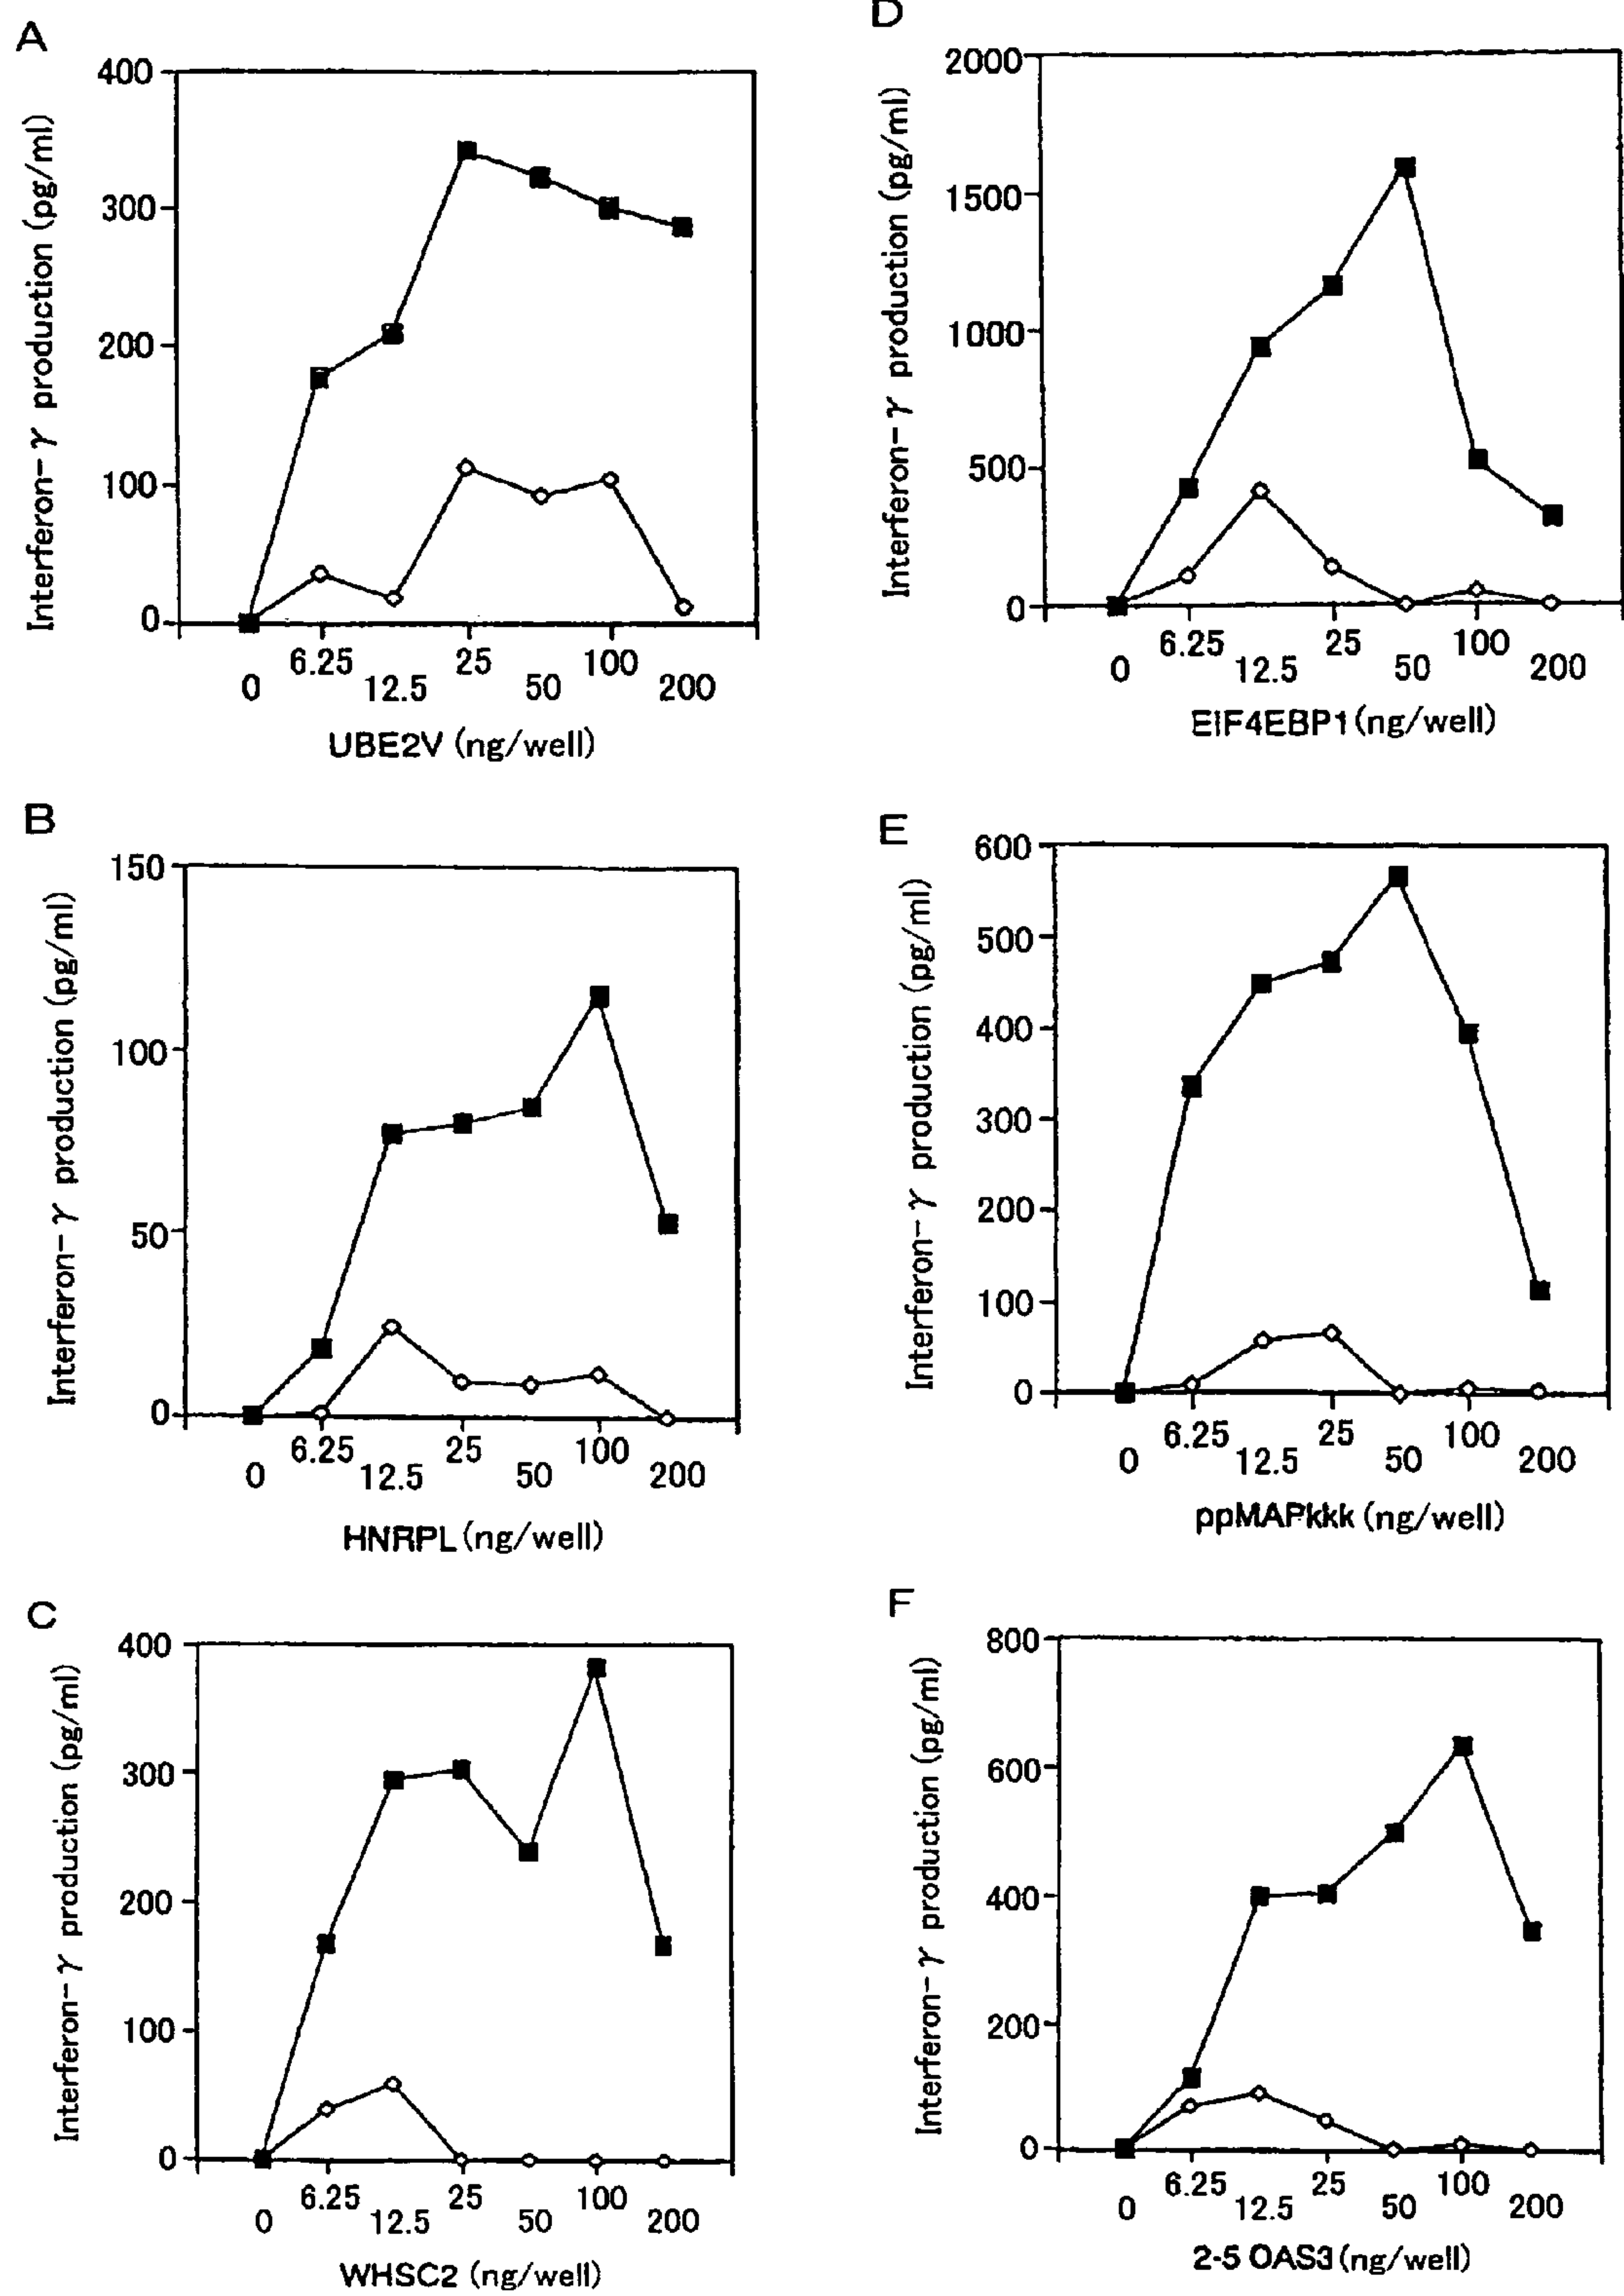 A
Interferon-γ production (pg/ml)
400
300
200
100
0
6.25 25 100
0 12.5 50 200
UBE2V (ng/well)
B
Interferon-γ production (pg/ml)
150
100
50
0
6.25 25 100
0 12.5 50 200
HNRPL (ng/well)
C
Interferon-γ production (pg/ml)
400
300
200
100
0
6.25 25 100
0 12.5 50 200
WHSC2 (ng/well)
D
Interferon-γ production (pg/ml)
2000
1500
1000
500
0
6.25 25 100
0 12.5 50 200
EIF4EBP1 (ng/well)
E
Interferon-γ production (pg/ml)
600
500
400
300
200
100
0
6.25 25 100
0 12.5 50 200
ppMAPkkk (ng/well)
F
Interferon-γ production (pg/ml)
800
600
400
200
0
6.25 25 100
0 12.5 50 200
2-5 OAS3 (ng/well)